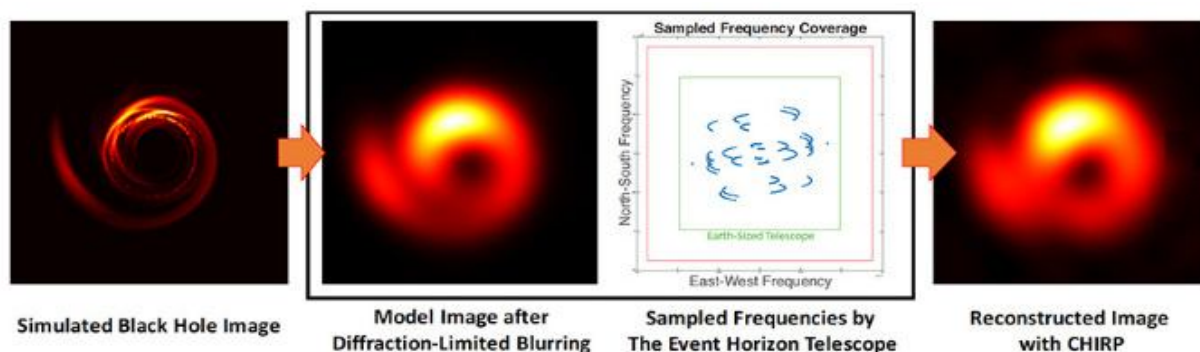 Sampled Frequency Coverage
North-South Frequency
Earth-Sized Telescope
East-West Frequency
Simulated Black Hole Image
Model Image after
Diffraction-Limited Blurring
Sampled Frequencies by
The Event Horizon Telescope
Reconstructed Image
with CHIRP